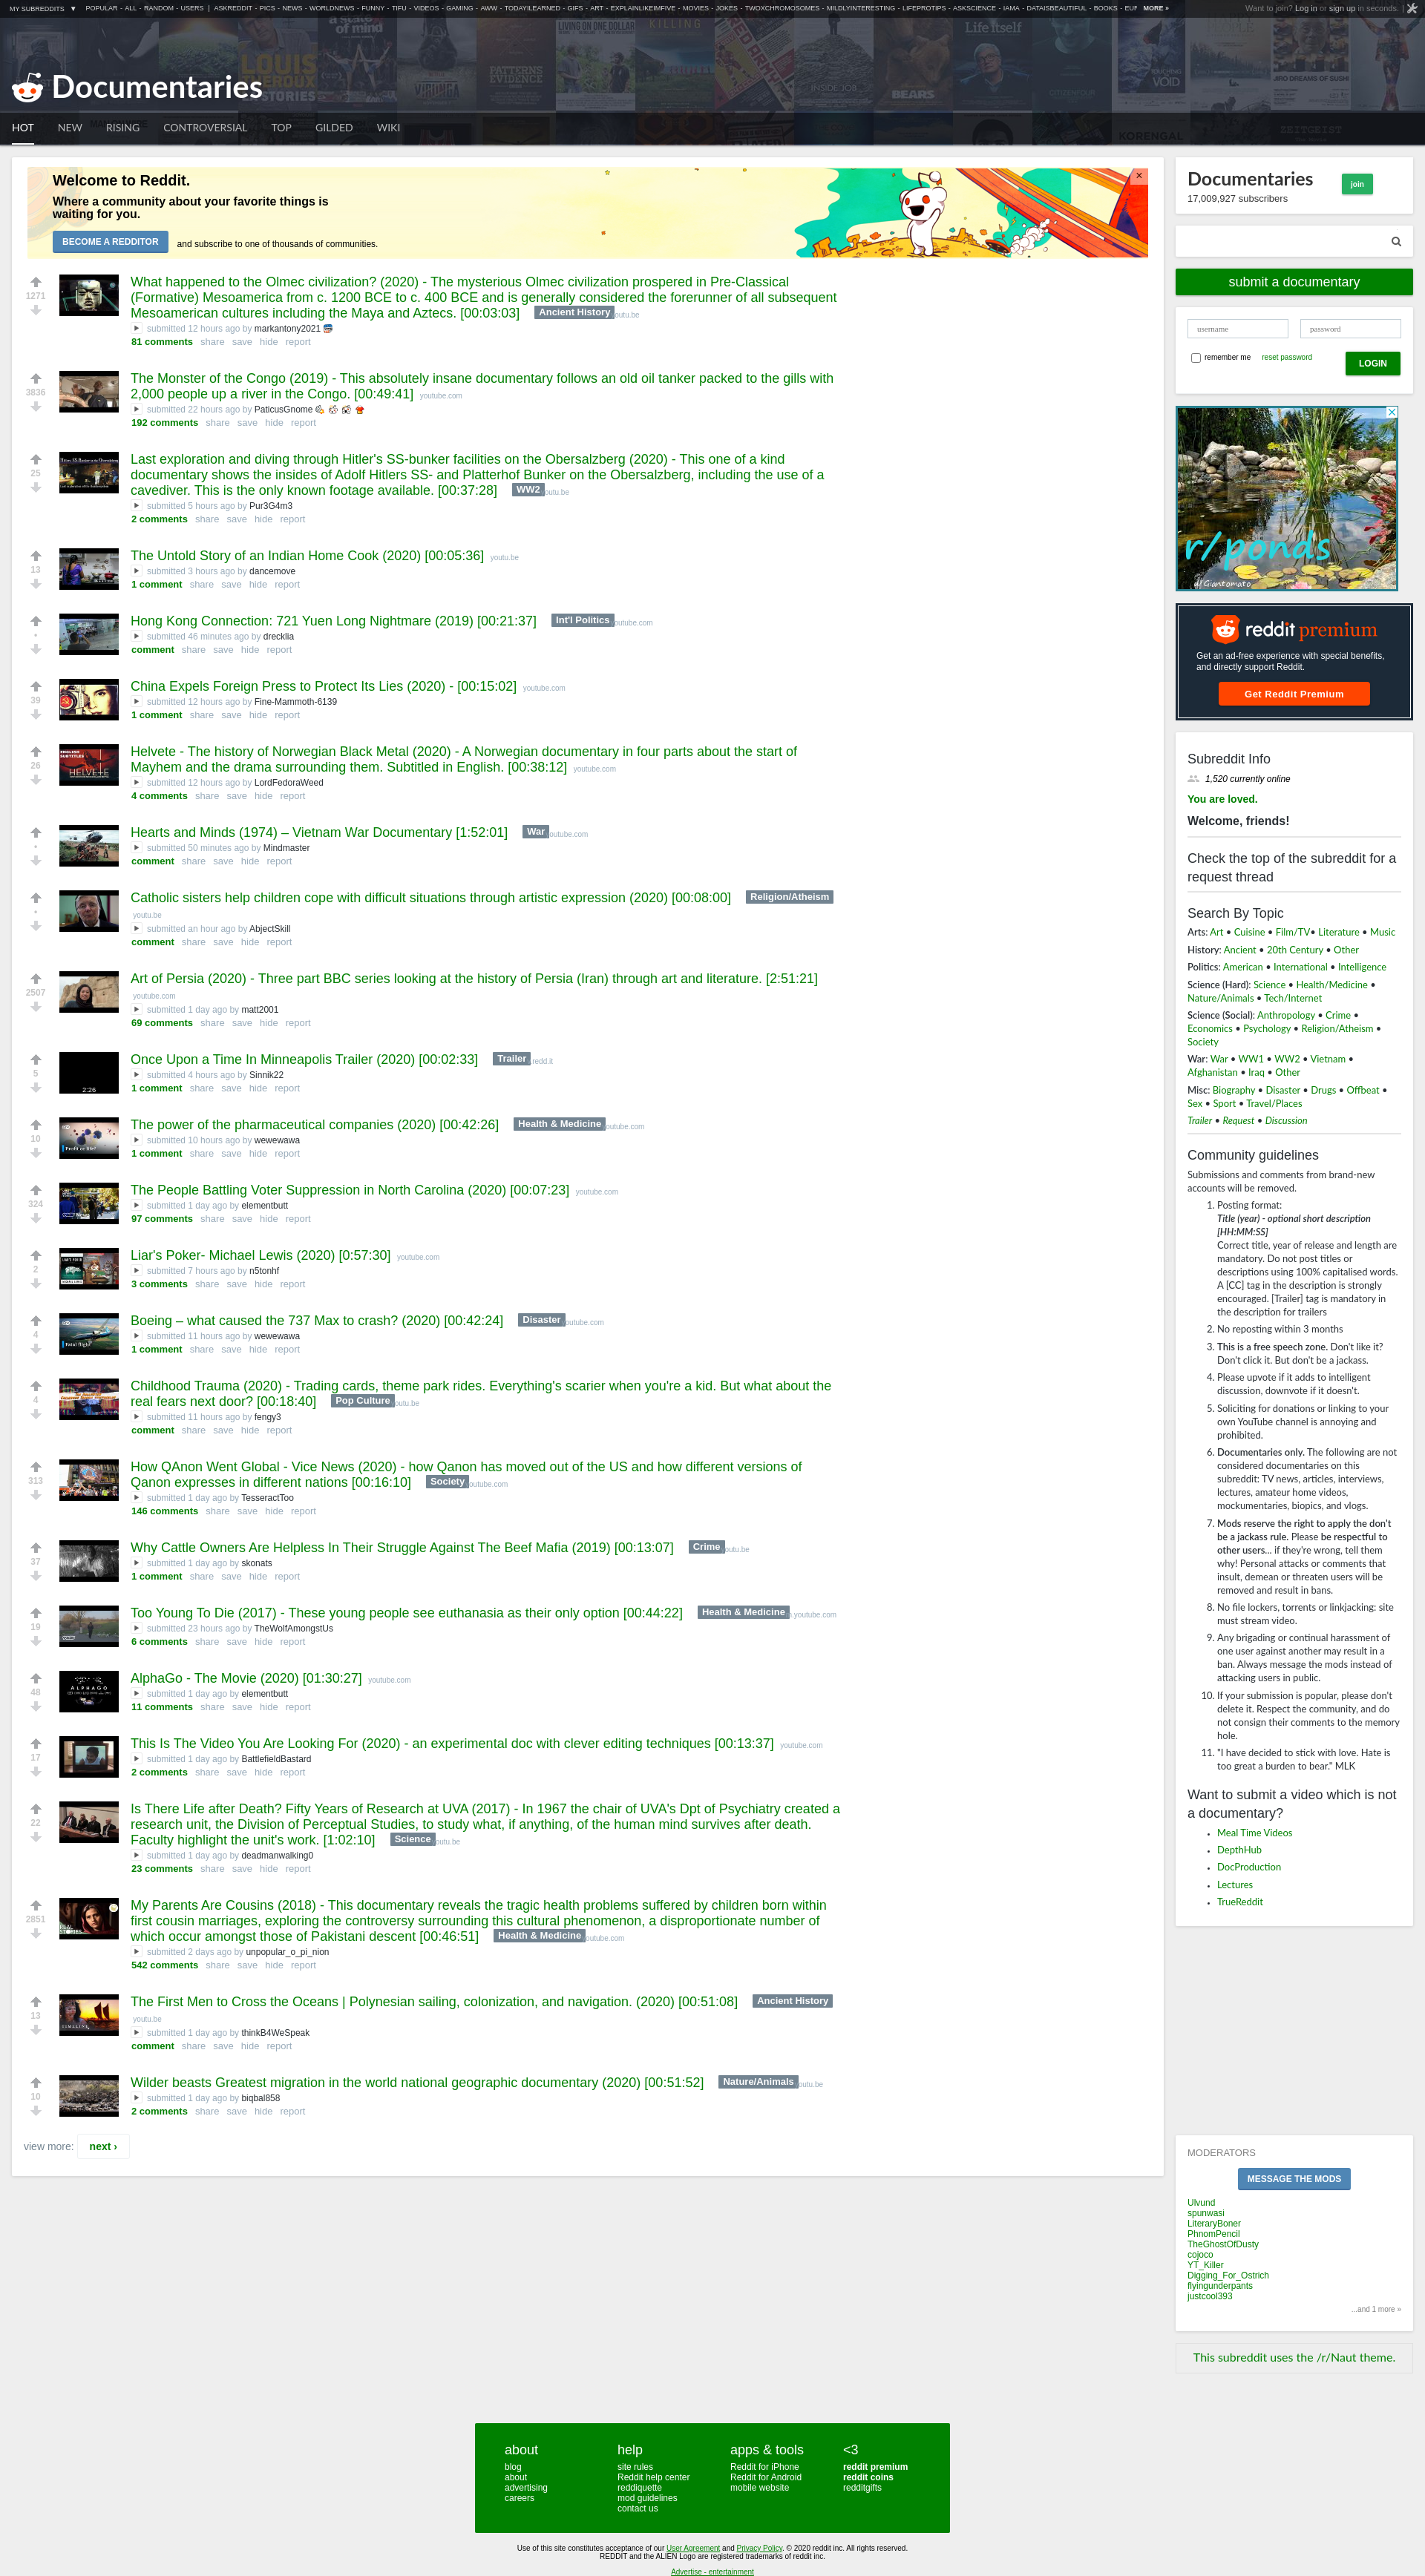 MY SUBREDDITS ▼ POPULAR - ALL - RANDOM - USERS | ASKREDDIT - PICS - NEWS - WORLDNEWS - FUNNY - TIFU - VIDEOS - GAMING - AWW - TODAYILEARNED - GIFS - ART - EXPLAINLIKEIMFIVE - MOVIES - JOKES - TWOXCHROMOSOMES - MILDLYINTERESTING - LIFEPROTIPS - ASKSCIENCE - IAMA - DATAISBEAUTIFUL - BOOKS - EUR MORE »
Want to join? Log in or sign up in seconds. |
Documentaries
HOT NEW RISING CONTROVERSIAL TOP GILDED WIKI
Welcome to Reddit.
Where a community about your favorite things is
waiting for you.
BECOME A REDDITOR and subscribe to one of thousands of communities.
×
1271
What happened to the Olmec civilization? (2020) - The mysterious Olmec civilization prospered in Pre-Classical
(Formative) Mesoamerica from c. 1200 BCE to c. 400 BCE and is generally considered the forerunner of all subsequent
Mesoamerican cultures including the Maya and Aztecs. [00:03:03] Ancient History outu.be
submitted 12 hours ago by markantony2021
81 comments share save hide report
3836
The Monster of the Congo (2019) - This absolutely insane documentary follows an old oil tanker packed to the gills with
2,000 people up a river in the Congo. [00:49:41] youtube.com
submitted 22 hours ago by PaticusGnome
192 comments share save hide report
25
Last exploration and diving through Hitler's SS-bunker facilities on the Obersalzberg (2020) - This one of a kind
documentary shows the insides of Adolf Hitlers SS- and Platterhof Bunker on the Obersalzberg, including the use of a
cavediver. This is the only known footage available. [00:37:28] WW2 youtu.be
submitted 5 hours ago by Pur3G4m3
2 comments share save hide report
13
The Untold Story of an Indian Home Cook (2020) [00:05:36] youtu.be
submitted 3 hours ago by dancemove
1 comment share save hide report
•
Hong Kong Connection: 721 Yuen Long Nightmare (2019) [00:21:37] Int'l Politics outube.com
submitted 46 minutes ago by drecklia
comment share save hide report
39
China Expels Foreign Press to Protect Its Lies (2020) - [00:15:02] youtube.com
submitted 12 hours ago by Fine-Mammoth-6139
1 comment share save hide report
26
Helvete - The history of Norwegian Black Metal (2020) - A Norwegian documentary in four parts about the start of
Mayhem and the drama surrounding them. Subtitled in English. [00:38:12] youtube.com
submitted 12 hours ago by LordFedoraWeed
4 comments share save hide report
•
Hearts and Minds (1974) – Vietnam War Documentary [1:52:01] War outube.com
submitted 50 minutes ago by Mindmaster
comment share save hide report
•
Catholic sisters help children cope with difficult situations through artistic expression (2020) [00:08:00] Religion/Atheism
youtu.be
submitted an hour ago by AbjectSkill
comment share save hide report
2507
Art of Persia (2020) - Three part BBC series looking at the history of Persia (Iran) through art and literature. [2:51:21]
youtube.com
submitted 1 day ago by matt2001
69 comments share save hide report
5
2:26
Once Upon a Time In Minneapolis Trailer (2020) [00:02:33] Trailer .redd.it
submitted 4 hours ago by Sinnik22
1 comment share save hide report
10
The power of the pharmaceutical companies (2020) [00:42:26] Health & Medicine outube.com
submitted 10 hours ago by wewewawa
1 comment share save hide report
324
The People Battling Voter Suppression in North Carolina (2020) [00:07:23] youtube.com
submitted 1 day ago by elementbutt
97 comments share save hide report
2
Liar's Poker- Michael Lewis (2020) [0:57:30] youtube.com
submitted 7 hours ago by n5tonhf
3 comments share save hide report
4
Boeing – what caused the 737 Max to crash? (2020) [00:42:24] Disaster outube.com
submitted 11 hours ago by wewewawa
1 comment share save hide report
4
Childhood Trauma (2020) - Trading cards, theme park rides. Everything's scarier when you're a kid. But what about the
real fears next door? [00:18:40] Pop Culture outu.be
submitted 11 hours ago by fengy3
comment share save hide report
313
How QAnon Went Global - Vice News (2020) - how Qanon has moved out of the US and how different versions of
Qanon expresses in different nations [00:16:10] Society outube.com
submitted 1 day ago by TesseractToo
146 comments share save hide report
37
Why Cattle Owners Are Helpless In Their Struggle Against The Beef Mafia (2019) [00:13:07] Crime outu.be
submitted 1 day ago by skonats
1 comment share save hide report
19
Too Young To Die (2017) - These young people see euthanasia as their only option [00:44:22] Health & Medicine .youtube.com
submitted 23 hours ago by TheWolfAmongstUs
6 comments share save hide report
48
ALPHAGO
AlphaGo - The Movie (2020) [01:30:27] youtube.com
submitted 1 day ago by elementbutt
11 comments share save hide report
17
This Is The Video You Are Looking For (2020) - an experimental doc with clever editing techniques [00:13:37] youtube.com
submitted 1 day ago by BattlefieldBastard
2 comments share save hide report
22
Is There Life after Death? Fifty Years of Research at UVA (2017) - In 1967 the chair of UVA's Dpt of Psychiatry created a
research unit, the Division of Perceptual Studies, to study what, if anything, of the human mind survives after death.
Faculty highlight the unit's work. [1:02:10] Science outu.be
submitted 1 day ago by deadmanwalking0
23 comments share save hide report
2851
My Parents Are Cousins (2018) - This documentary reveals the tragic health problems suffered by children born within
first cousin marriages, exploring the controversy surrounding this cultural phenomenon, a disproportionate number of
which occur amongst those of Pakistani descent [00:46:51] Health & Medicine outube.com
submitted 2 days ago by unpopular_o_pi_nion
542 comments share save hide report
13
The First Men to Cross the Oceans | Polynesian sailing, colonization, and navigation. (2020) [00:51:08] Ancient History
youtu.be
submitted 1 day ago by thinkB4WeSpeak
comment share save hide report
10
Wilder beasts Greatest migration in the world national geographic documentary (2020) [00:51:52] Nature/Animals outu.be
submitted 1 day ago by biqbal858
2 comments share save hide report
view more: next ›
Documentaries join
17,009,927 subscribers
submit a documentary
username password
remember me reset password LOGIN
r/ponds
u/Giantomato
reddit premium
Get an ad-free experience with special benefits,
and directly support Reddit.
Get Reddit Premium
Subreddit Info
1,520 currently online
You are loved.
Welcome, friends!
Check the top of the subreddit for a
request thread
Search By Topic
Arts: Art • Cuisine • Film/TV• Literature • Music
History: Ancient • 20th Century • Other
Politics: American • International • Intelligence
Science (Hard): Science • Health/Medicine •
Nature/Animals • Tech/Internet
Science (Social): Anthropology • Crime •
Economics • Psychology • Religion/Atheism •
Society
War: War • WW1 • WW2 • Vietnam •
Afghanistan • Iraq • Other
Misc: Biography • Disaster • Drugs • Offbeat •
Sex • Sport • Travel/Places
Trailer • Request • Discussion
Community guidelines
Submissions and comments from brand-new
accounts will be removed.
1. Posting format:
Title (year) - optional short description
[HH:MM:SS]
Correct title, year of release and length are
mandatory. Do not post titles or
descriptions using 100% capitalised words.
A [CC] tag in the description is strongly
encouraged. [Trailer] tag is mandatory in
the description for trailers
2. No reposting within 3 months
3. This is a free speech zone. Don't like it?
Don't click it. But don't be a jackass.
4. Please upvote if it adds to intelligent
discussion, downvote if it doesn't.
5. Soliciting for donations or linking to your
own YouTube channel is annoying and
prohibited.
6. Documentaries only. The following are not
considered documentaries on this
subreddit: TV news, articles, interviews,
lectures, amateur home videos,
mockumentaries, biopics, and vlogs.
7. Mods reserve the right to apply the don't
be a jackass rule. Please be respectful to
other users... if they're wrong, tell them
why! Personal attacks or comments that
insult, demean or threaten users will be
removed and result in bans.
8. No file lockers, torrents or linkjacking: site
must stream video.
9. Any brigading or continual harassment of
one user against another may result in a
ban. Always message the mods instead of
attacking users in public.
10. If your submission is popular, please don't
delete it. Respect the community, and do
not consign their comments to the memory
hole.
11. "I have decided to stick with love. Hate is
too great a burden to bear." MLK
Want to submit a video which is not
a documentary?
• Meal Time Videos
• DepthHub
• DocProduction
• Lectures
• TrueReddit
MODERATORS
MESSAGE THE MODS
Ulvund
spunwasi
LiteraryBoner
PhnomPencil
TheGhostOfDusty
cojoco
YT_Killer
Digging_For_Ostrich
flyingunderpants
justcool393
...and 1 more »
This subreddit uses the /r/Naut theme.
about
blog
about
advertising
careers
help
site rules
Reddit help center
reddiquette
mod guidelines
contact us
apps & tools
Reddit for iPhone
Reddit for Android
mobile website
<3
reddit premium
reddit coins
redditgifts
Use of this site constitutes acceptance of our User Agreement and Privacy Policy. © 2020 reddit inc. All rights reserved.
REDDIT and the ALIEN Logo are registered trademarks of reddit inc.
Advertise - entertainment